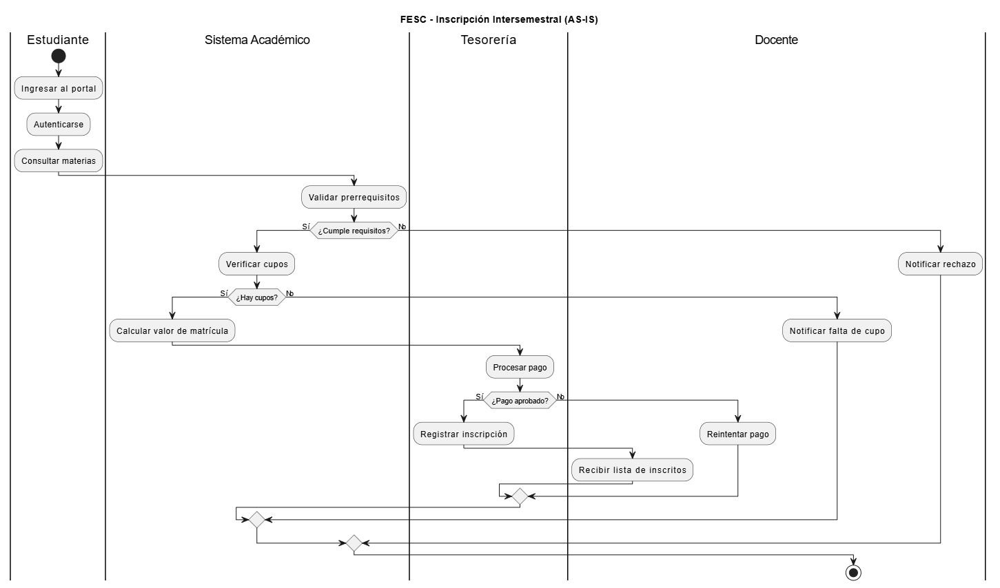 FESC - Inscripción Intersemestral (AS-IS)
Estudiante
Sistema Académico
Tesorería
Docente
Ingresar al portal
Autenticarse
Consultar materias
Validar prerrequisitos
Sí
¿Cumple requisitos?
No
Verificar cupos
Notificar rechazo
Sí
¿Hay cupos?
No
Calcular valor de matrícula
Notificar falta de cupo
Procesar pago
Sí
¿Pago aprobado?
No
Registrar inscripción
Reintentar pago
Recibir lista de inscritos